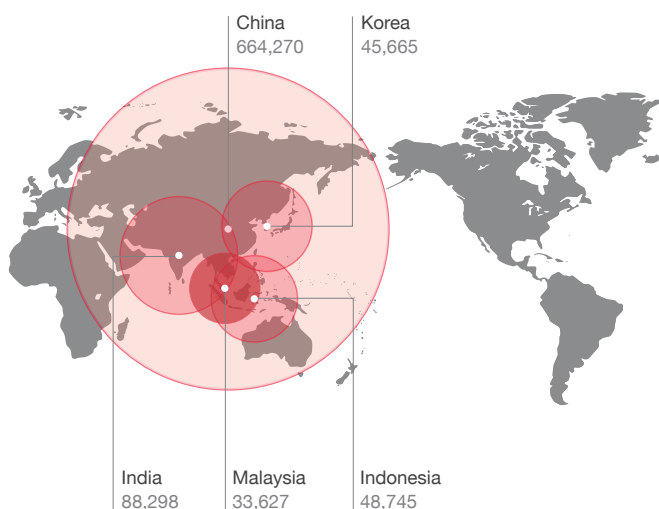 China
664,270
Korea
45,665
India
88,298
Malaysia
33,627
Indonesia
48,745